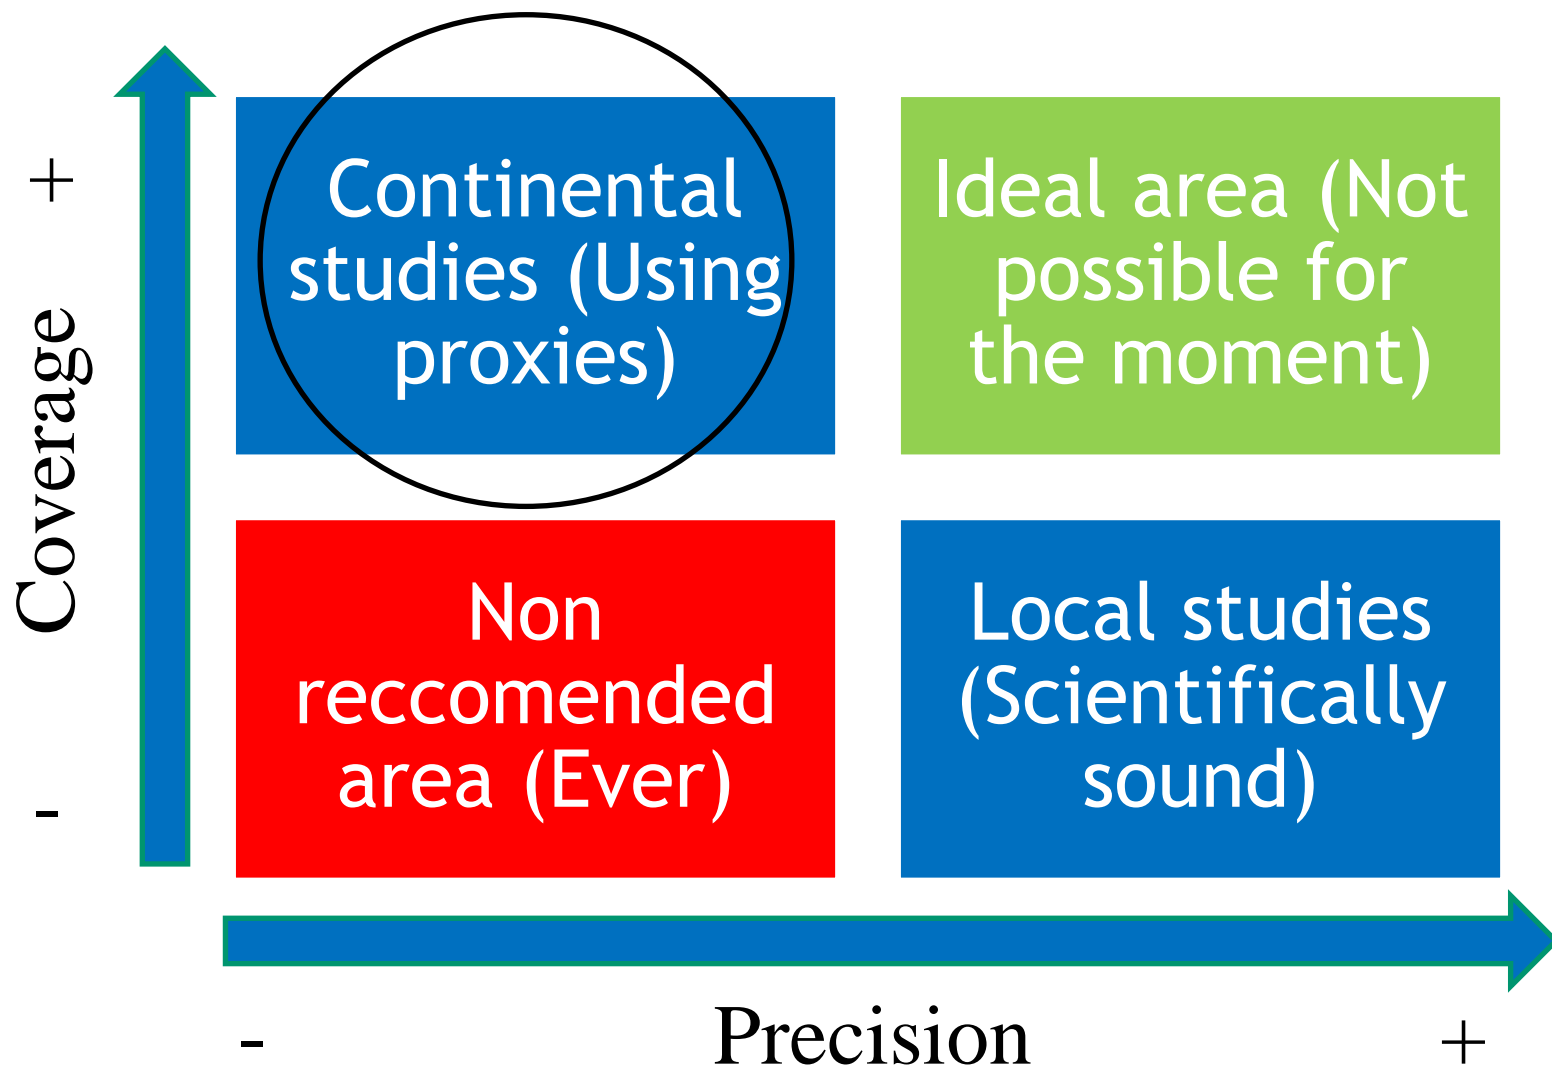 +
Coverage
-
Continental
studies (Using
proxies)
Ideal area (Not
possible for
the moment)
Non
reccomended
area (Ever)
Local studies
(Scientifically
sound)
-
Precision
+